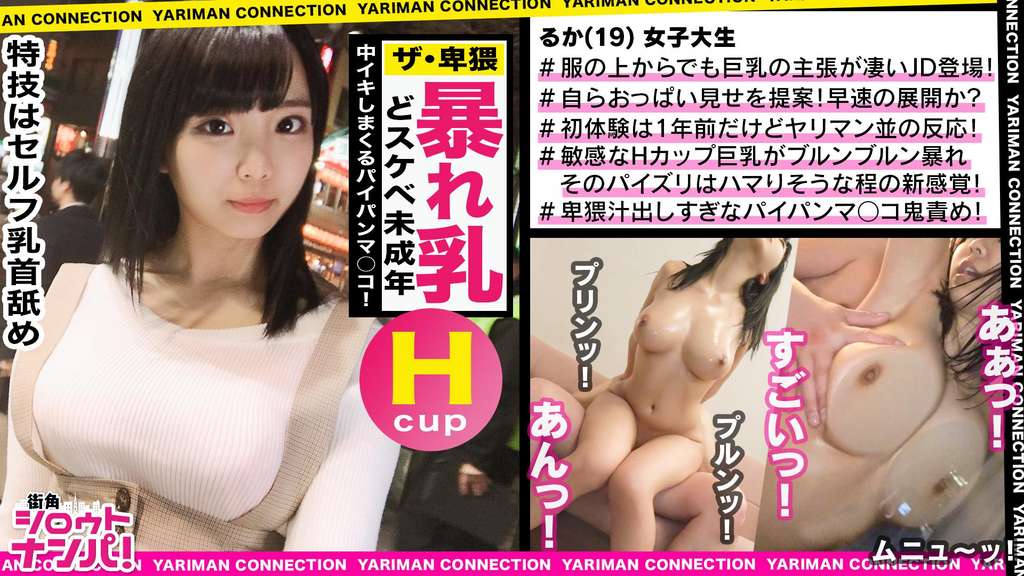 AN CONNECTION YARIMAN CONNECTION YARIMAN CONNECTION YARIMAN CONNECTION
特技はセルフ乳首舐め
ザ・卑猥
暴れ乳
どスケベ未成年
中イキしまくるパイパンマ○コ!
H
cup
街角
シロウト
ナンパ!
るか(19) 女子大生
#服の上からでも巨乳の主張が凄いJD登場!
#自らおっぱい見せを提案!早速の展開か?
#初体験は1年前だけどヤリマン並の反応!
#敏感なHカップ巨乳がブルンブルン暴れ
そのパイズリはハマりそうな程の新感覚!
#卑猥汁出しすぎなパイパンマ○コ鬼責め!
プリンッ!
あんっ!
プルンッ!
すごいっ!
あぁっ!
ムニュ〜ッ!
CONNECTION YARIMAN CONNECTION YARIMAN CONNECTION
YARIMAN CONNECTION YARIMAN CONNECTION YARIMAN CONNECTION